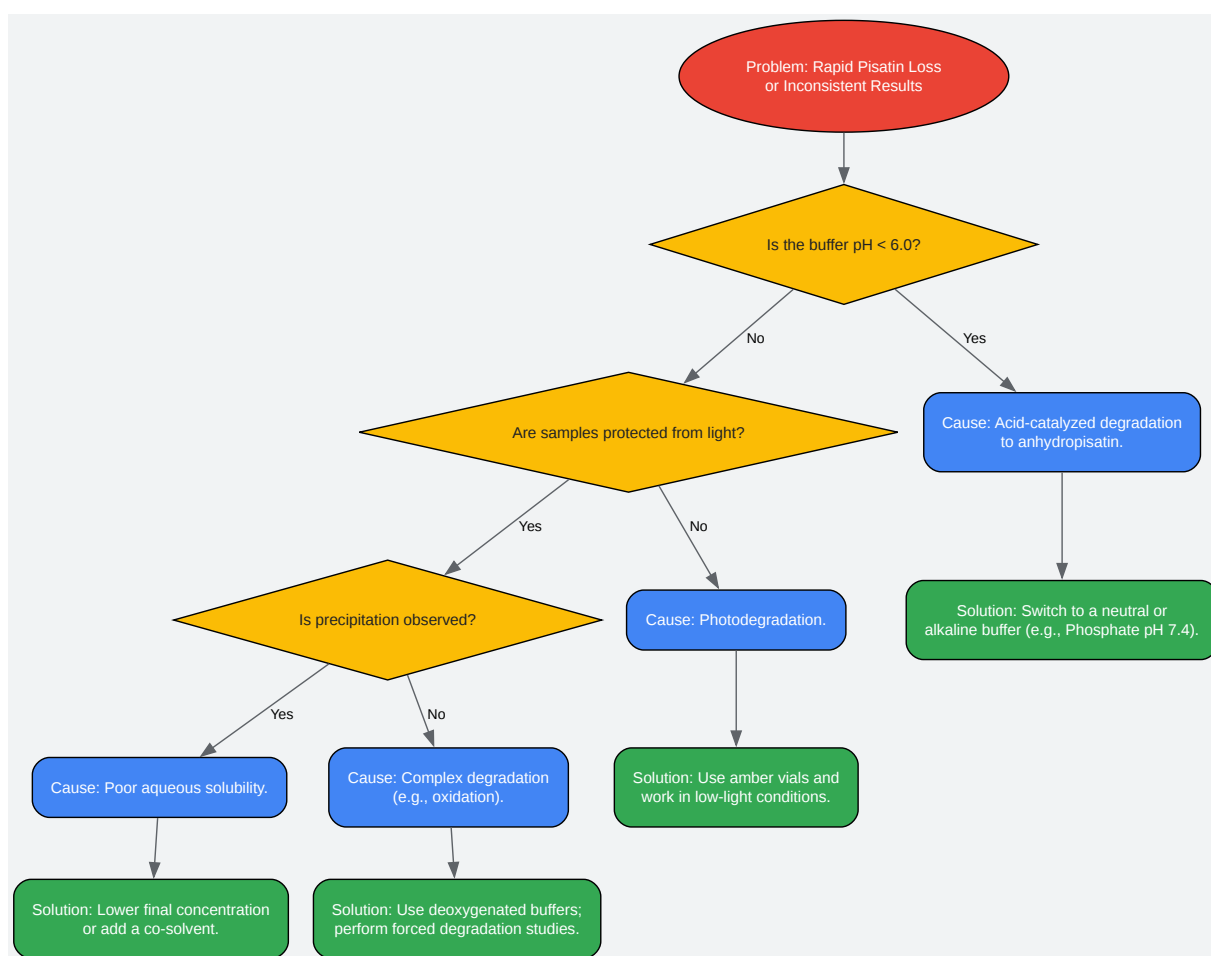 Problem: Rapid Pisatin Loss
or Inconsistent Results
Is the buffer pH < 6.0?
No
Yes
Are samples protected from light?
Cause: Acid-catalyzed degradation
to anhydropisatin.
Yes
No
Is precipitation observed?
Cause: Photodegradation.
Solution: Switch to a neutral or
alkaline buffer (e.g., Phosphate pH 7.4).
Yes
No
Cause: Poor aqueous solubility.
Cause: Complex degradation
(e.g., oxidation).
Solution: Use amber vials and
work in low-light conditions.
Solution: Lower final concentration
or add a co-solvent.
Solution: Use deoxygenated buffers;
perform forced degradation studies.